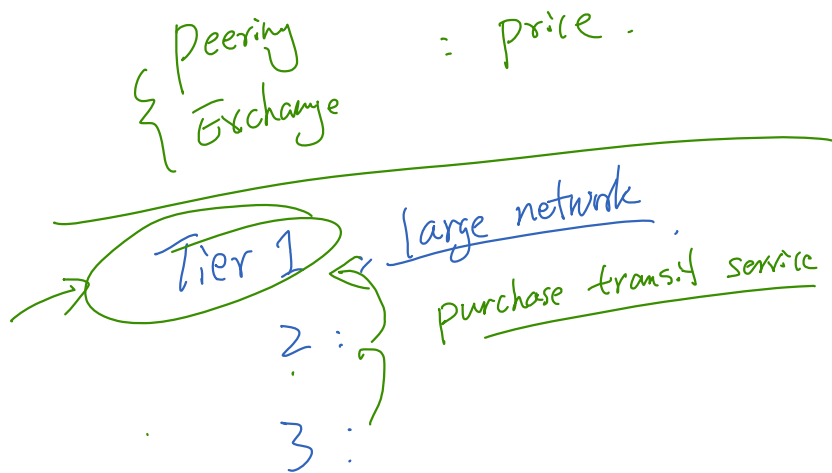 Peering : price.
Exchange
Tier 1 large network
purchase transit service
2 :
3 :